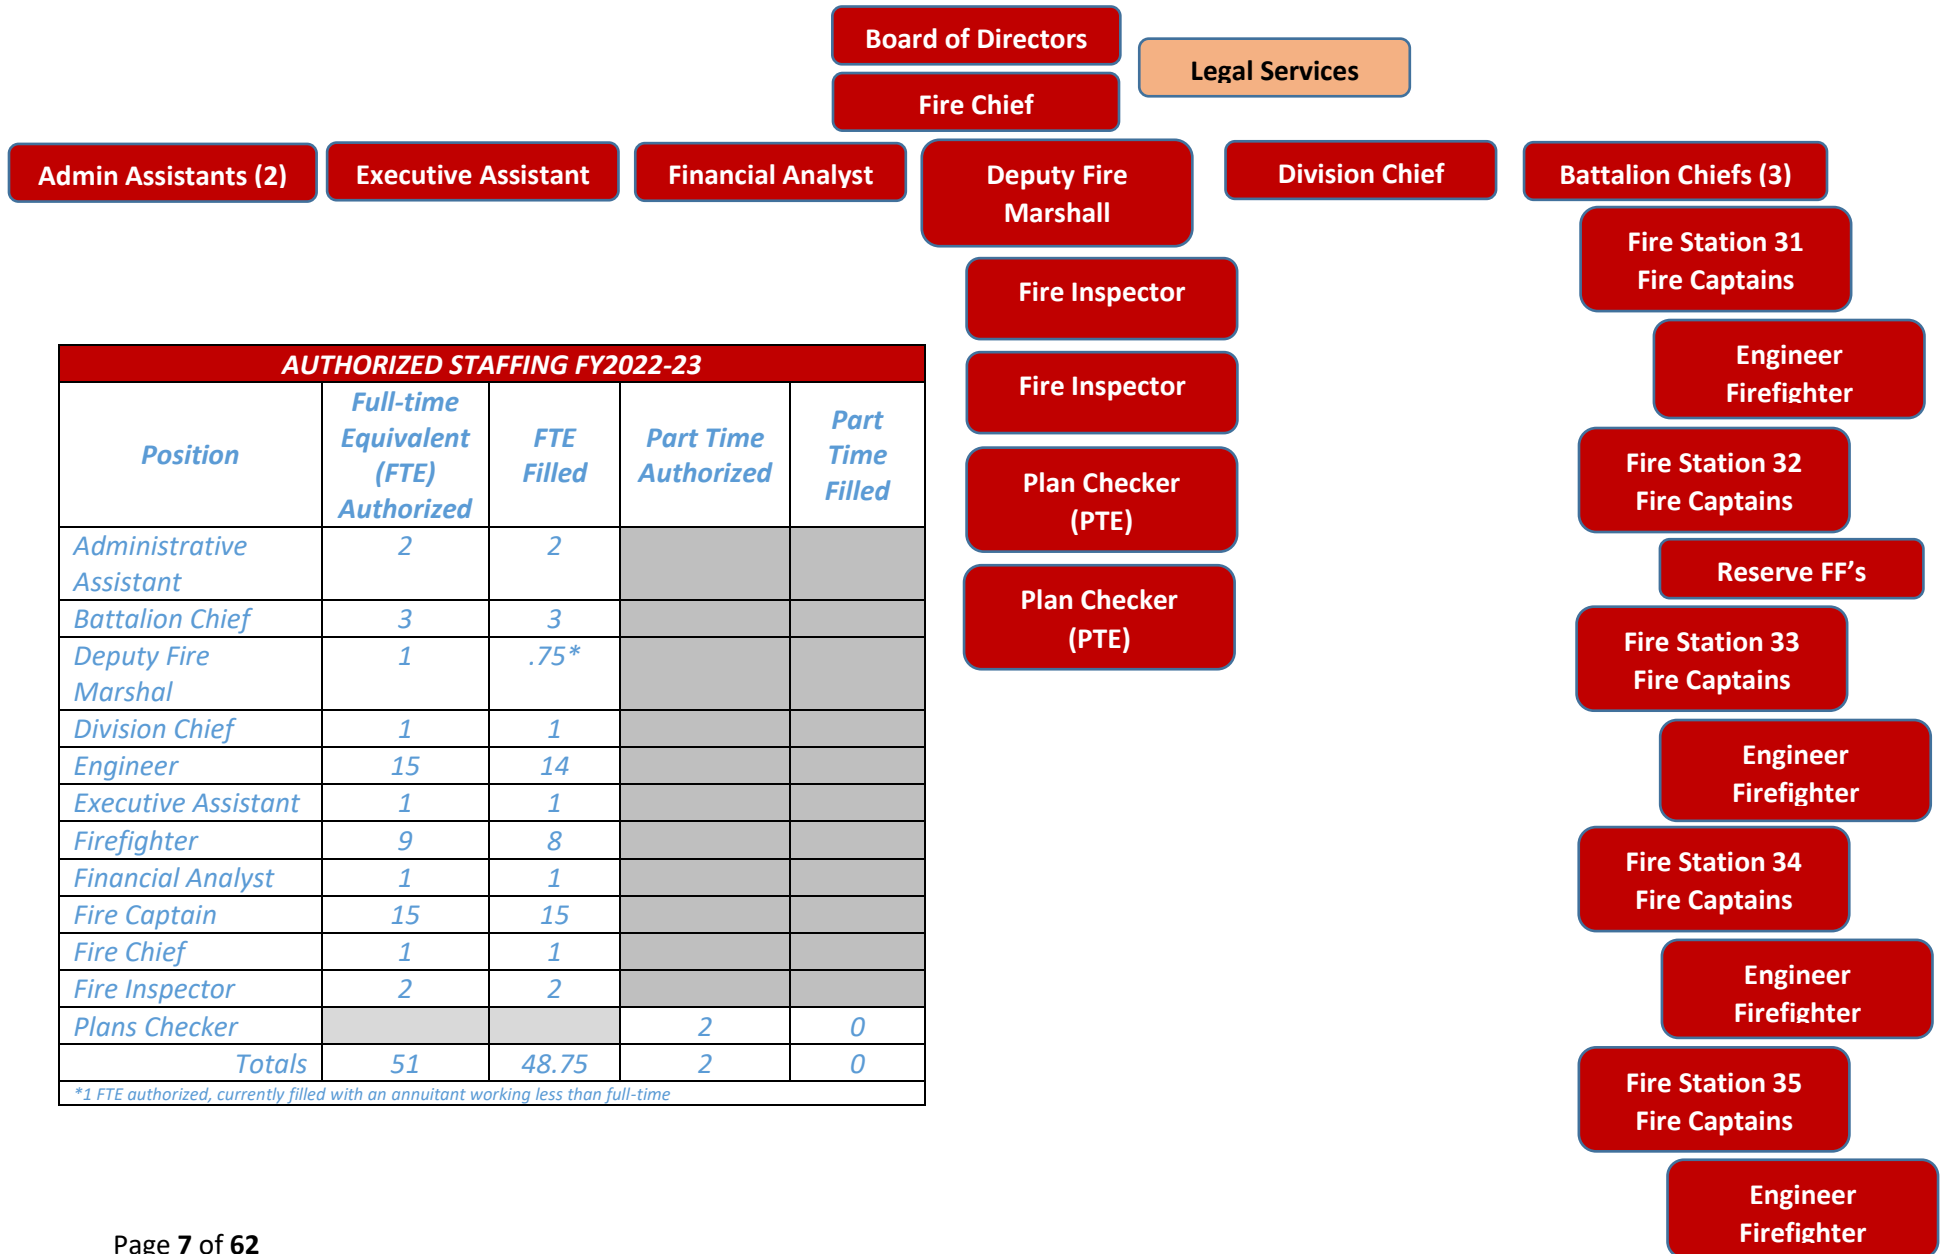 Board of Directors
Legal Services
Fire Chief
Admin Assistants (2)
Executive Assistant
Financial Analyst
Deputy Fire
Marshall
Division Chief
Battalion Chiefs (3)
Fire Inspector
Fire Inspector
Plan Checker
(PTE)
Plan Checker
(PTE)
Fire Station 31
Fire Captains
Engineer
Firefighter
Fire Station 32
Fire Captains
Reserve FF’s
Fire Station 33
Fire Captains
Engineer
Firefighter
Fire Station 34
Fire Captains
Engineer
Firefighter
Fire Station 35
Fire Captains
Engineer
Firefighter
AUTHORIZED STAFFING FY2022-23
Position
Full-time
Equivalent
(FTE)
Authorized
FTE
Filled
Part Time
Authorized
Part
Time
Filled
Administrative
Assistant
2 2
Battalion Chief 3 3
Deputy Fire
Marshal
1 .75*
Division Chief 1 1
Engineer 15 14
Executive Assistant 1 1
Firefighter 9 8
Financial Analyst 1 1
Fire Captain 15 15
Fire Chief 1 1
Fire Inspector 2 2
Plans Checker 2 0
Totals 51 48.75 2 0
*1 FTE authorized, currently filled with an annuitant working less than full-time
Page 7 of 62